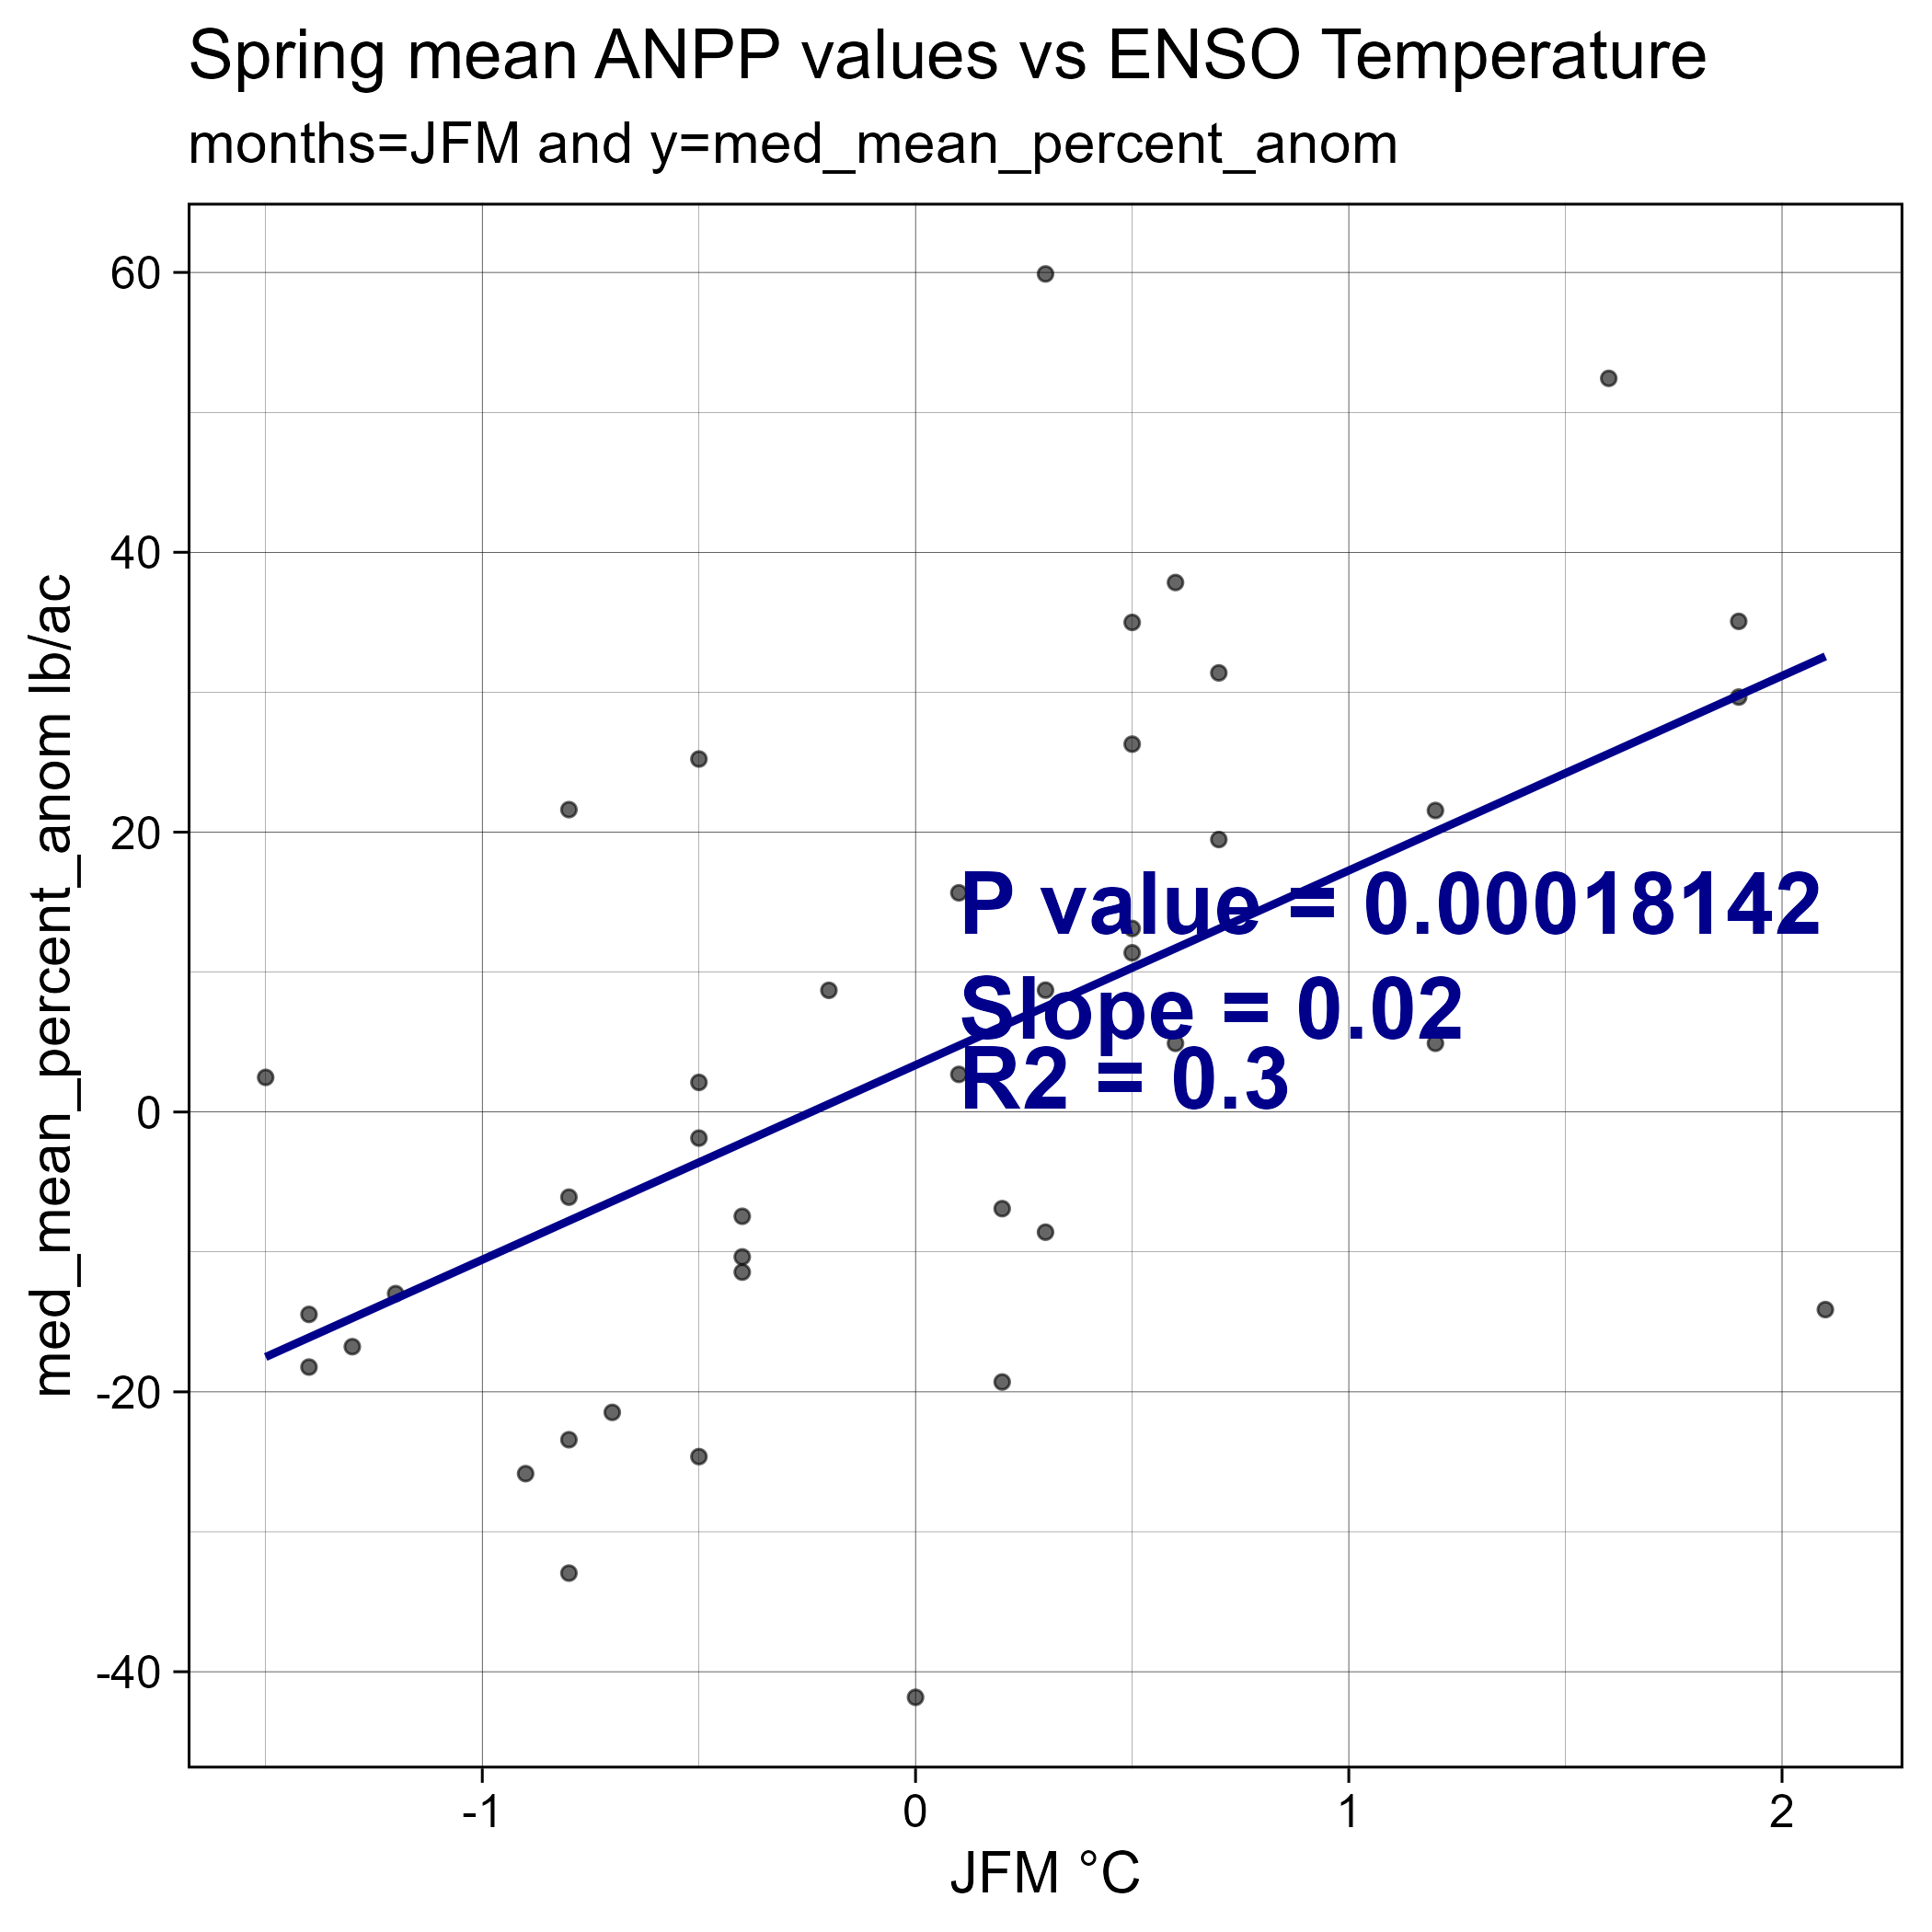 Spring mean ANPP values vs ENSO Temperature
months=JFM and y=med_mean_percent_anom
med_mean_percent_anom lb/ac
60
40
20
0
-20
-40
P value = 0.00018142
Slope = 0.02
R2 = 0.3
-1 0 1 2
JFM °C